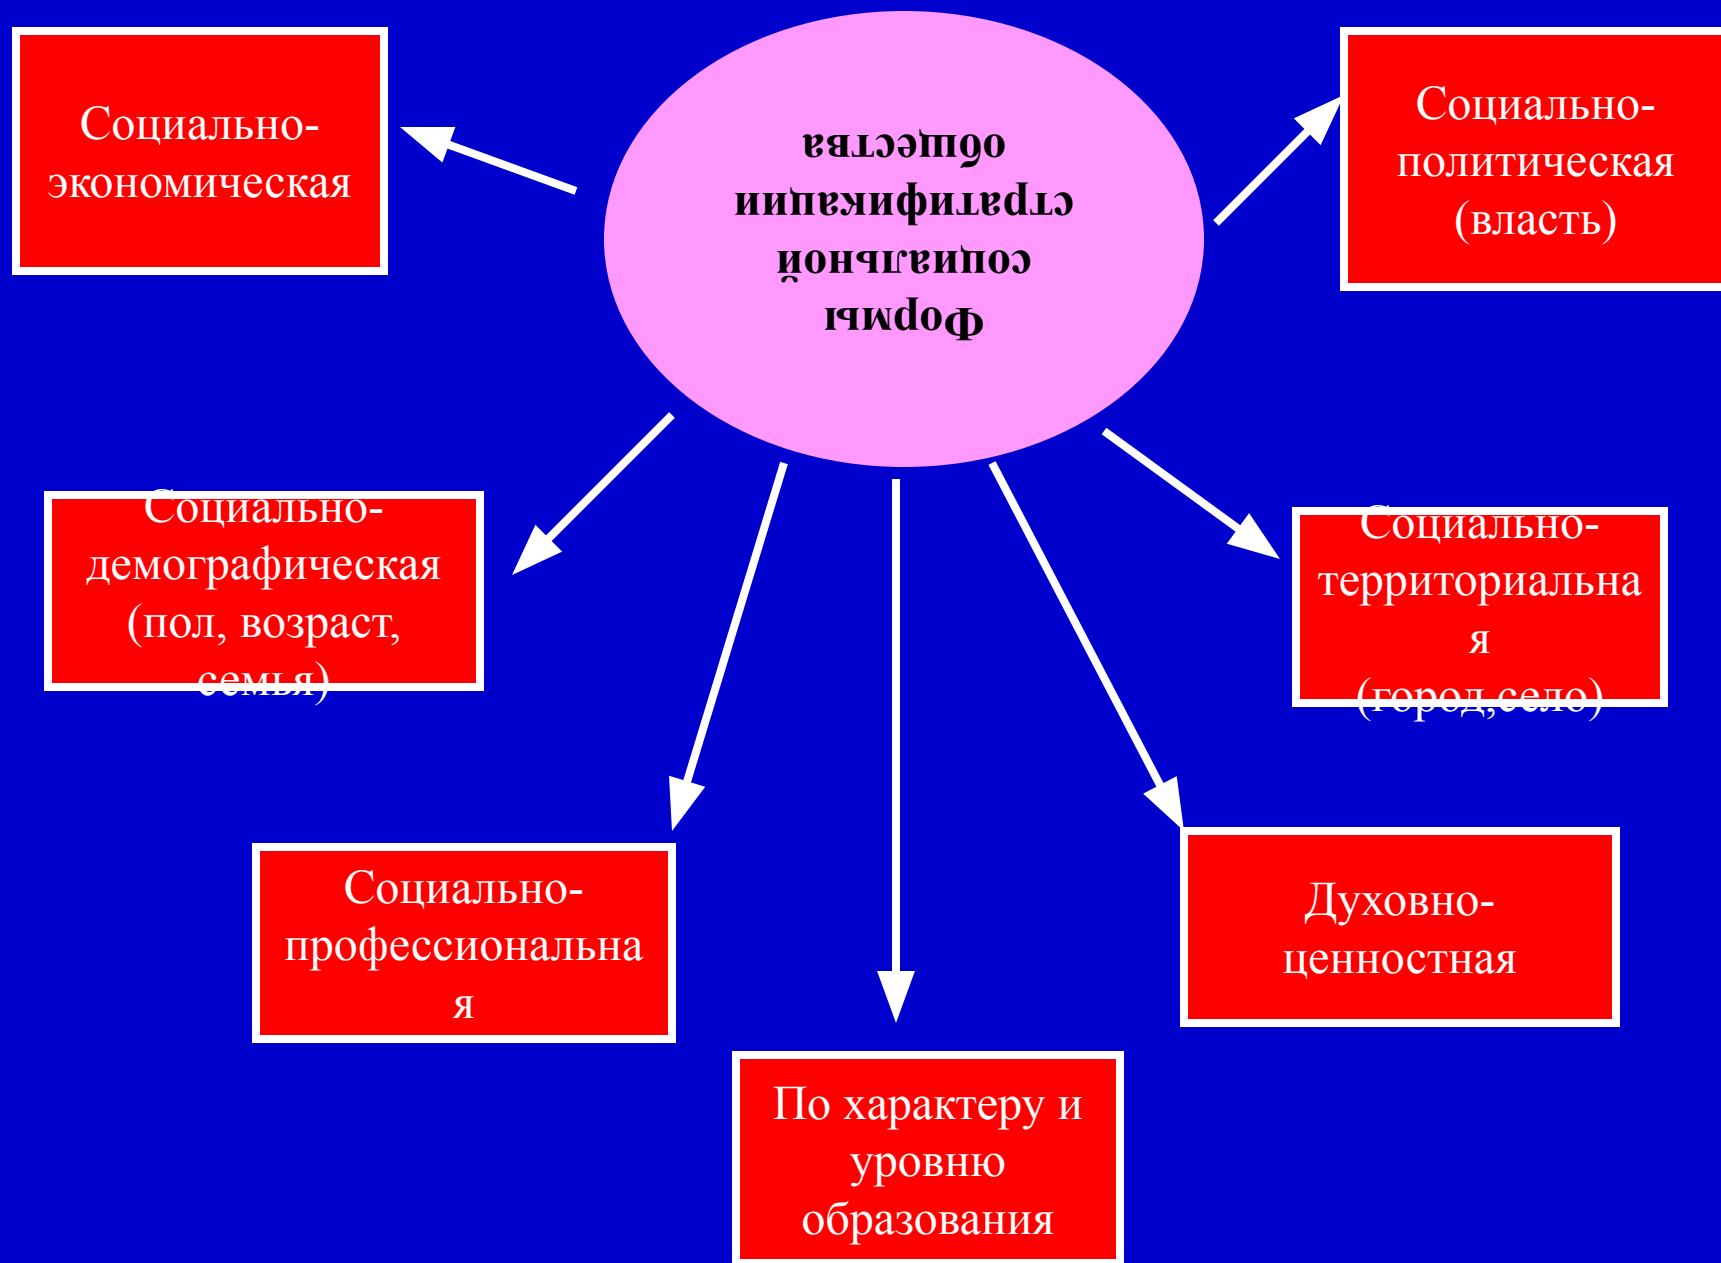 Формы
социальной
стратификации
общества
Социально-
экономическая
Социально-
политическая
(власть)
Социально-
демографическая
(пол, возраст,
семья)
Социально-
территориальна
я
(город,село)
Социально-
профессиональна
я
Духовно-
ценностная
По характеру и
уровню
образования